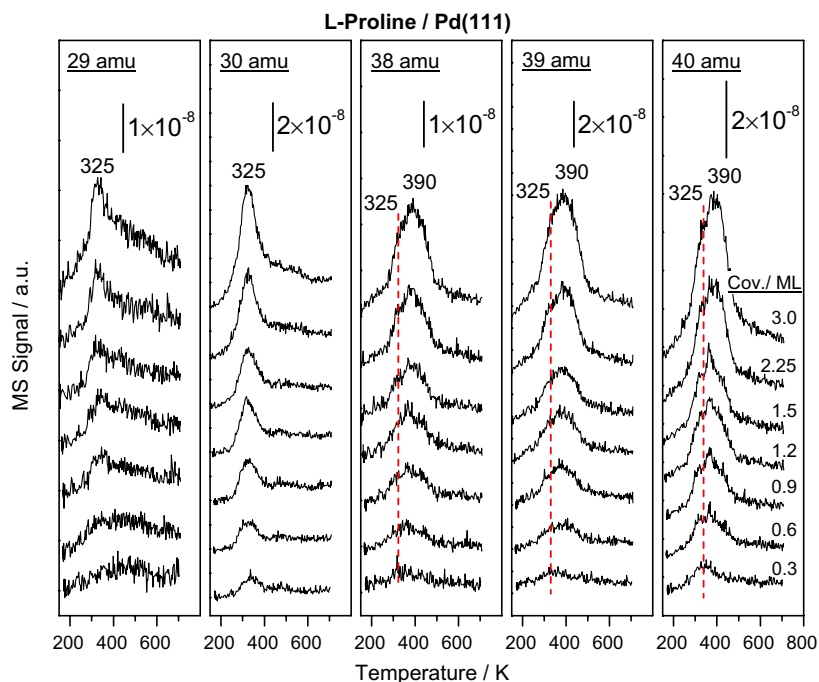 L-Proline / Pd(111)
29 amu
30 amu
38 amu
39 amu
40 amu
1×10⁻⁸
2×10⁻⁸
1×10⁻⁸
2×10⁻⁸
2×10⁻⁸
325
325
325 390
325 390
325 390
Cov./ ML
3.0
2.25
1.5
1.2
0.9
0.6
0.3
MS Signal / a.u.
200 400 600
200 400 600
200 400 600
200 400 600
200 400 600 800
Temperature / K